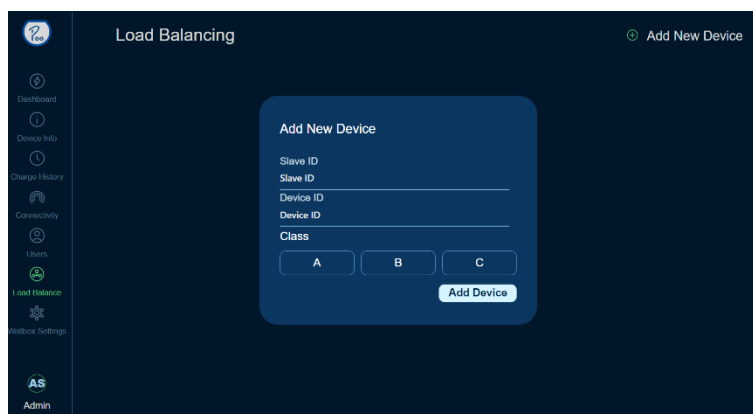 Poo
Load Balancing
Add New Device
Dashboard
Device Info
Charge History
Connectivity
Users
Load Balance
Wallbox Settings
AS
Admin
Add New Device
Slave ID
Slave ID
Device ID
Device ID
Class
A B C
Add Device